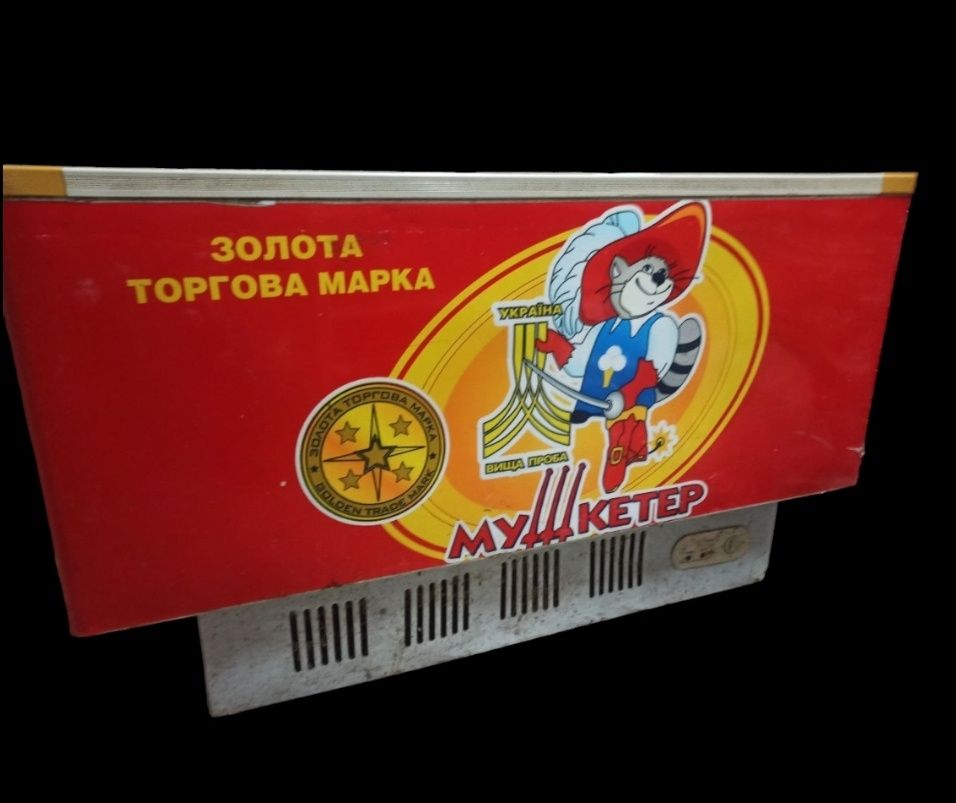 ЗОЛОТА
ТОРГОВА МАРКА
УКРАЇНА
ВИЩА ПРОБА
ЗОЛОТА ТОРГОВА МАРКА
GOLDEN TRADE MARK
МУШКЕТЕР